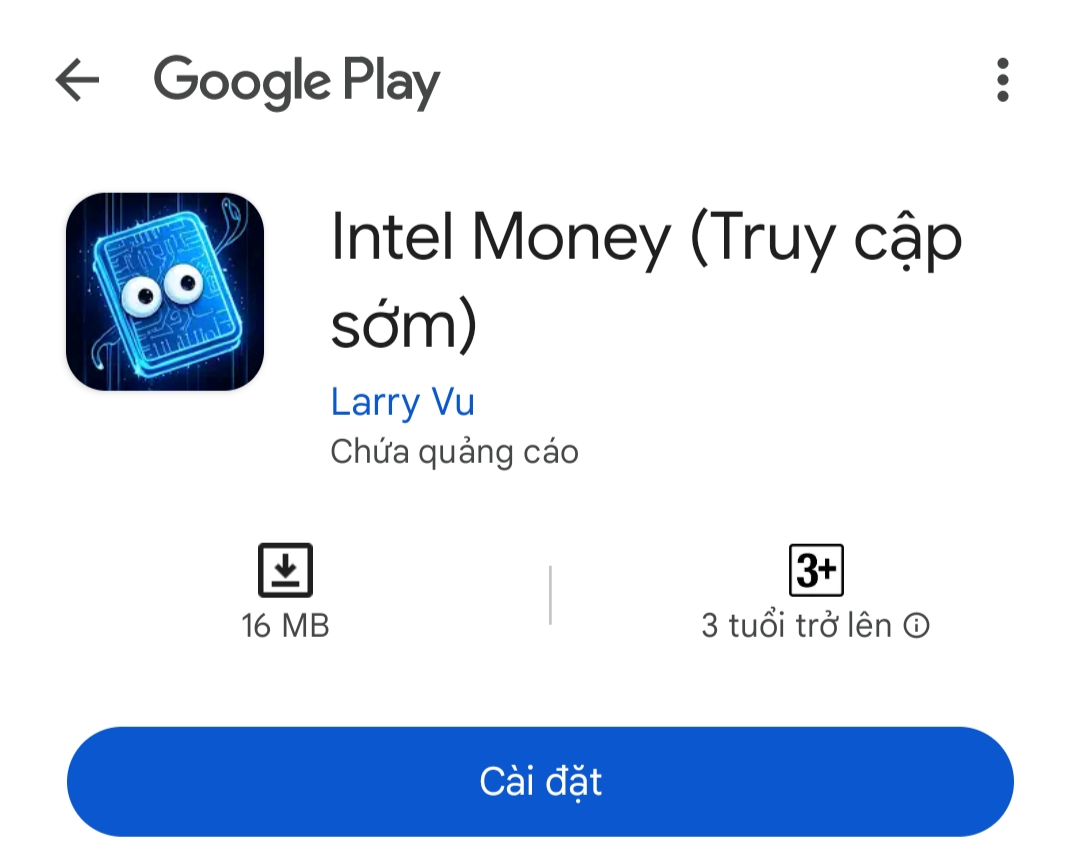 Google Play
Intel Money (Truy cập
sớm)
Larry Vu
Chứa quảng cáo
3+
16 MB
3 tuổi trở lên
Cài đặt